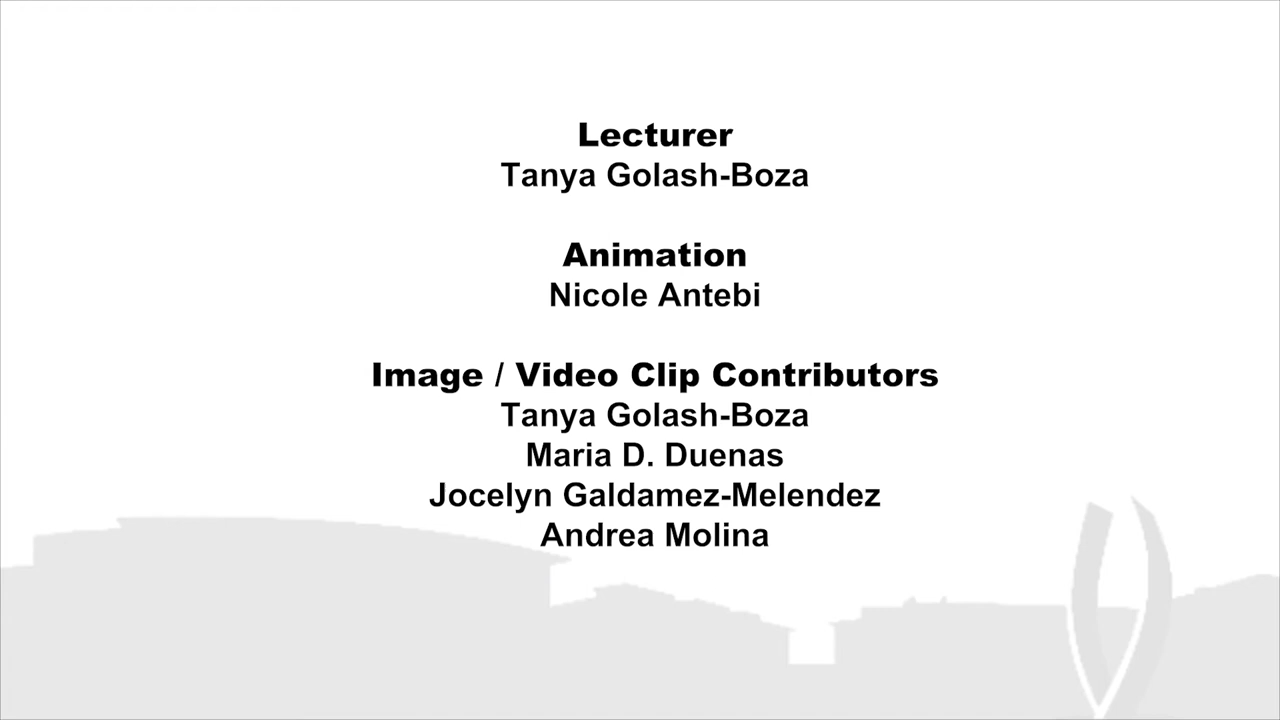 Lecturer
Tanya Golash-Boza
Animation
Nicole Antebi
Image / Video Clip Contributors
Tanya Golash-Boza
Maria D. Duenas
Jocelyn Galdamez-Melendez
Andrea Molina